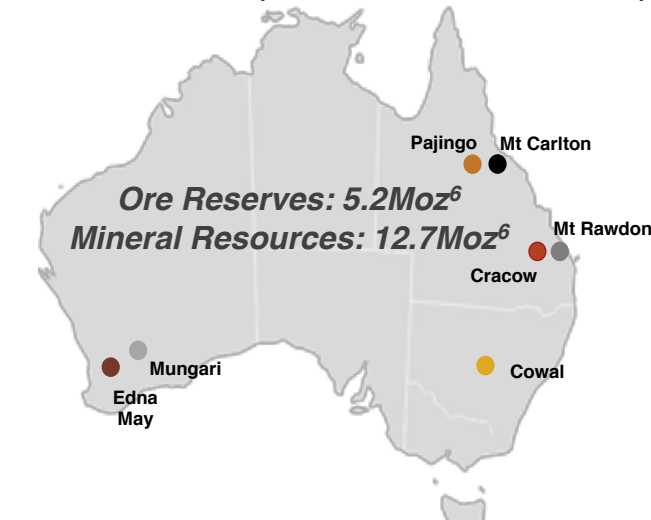 Pajingo
Mt Carlton
Ore Reserves: 5.2Moz6
Mineral Resources: 12.7Moz6
Mt Rawdon
Cracow
Mungari
Cowal
Edna
May